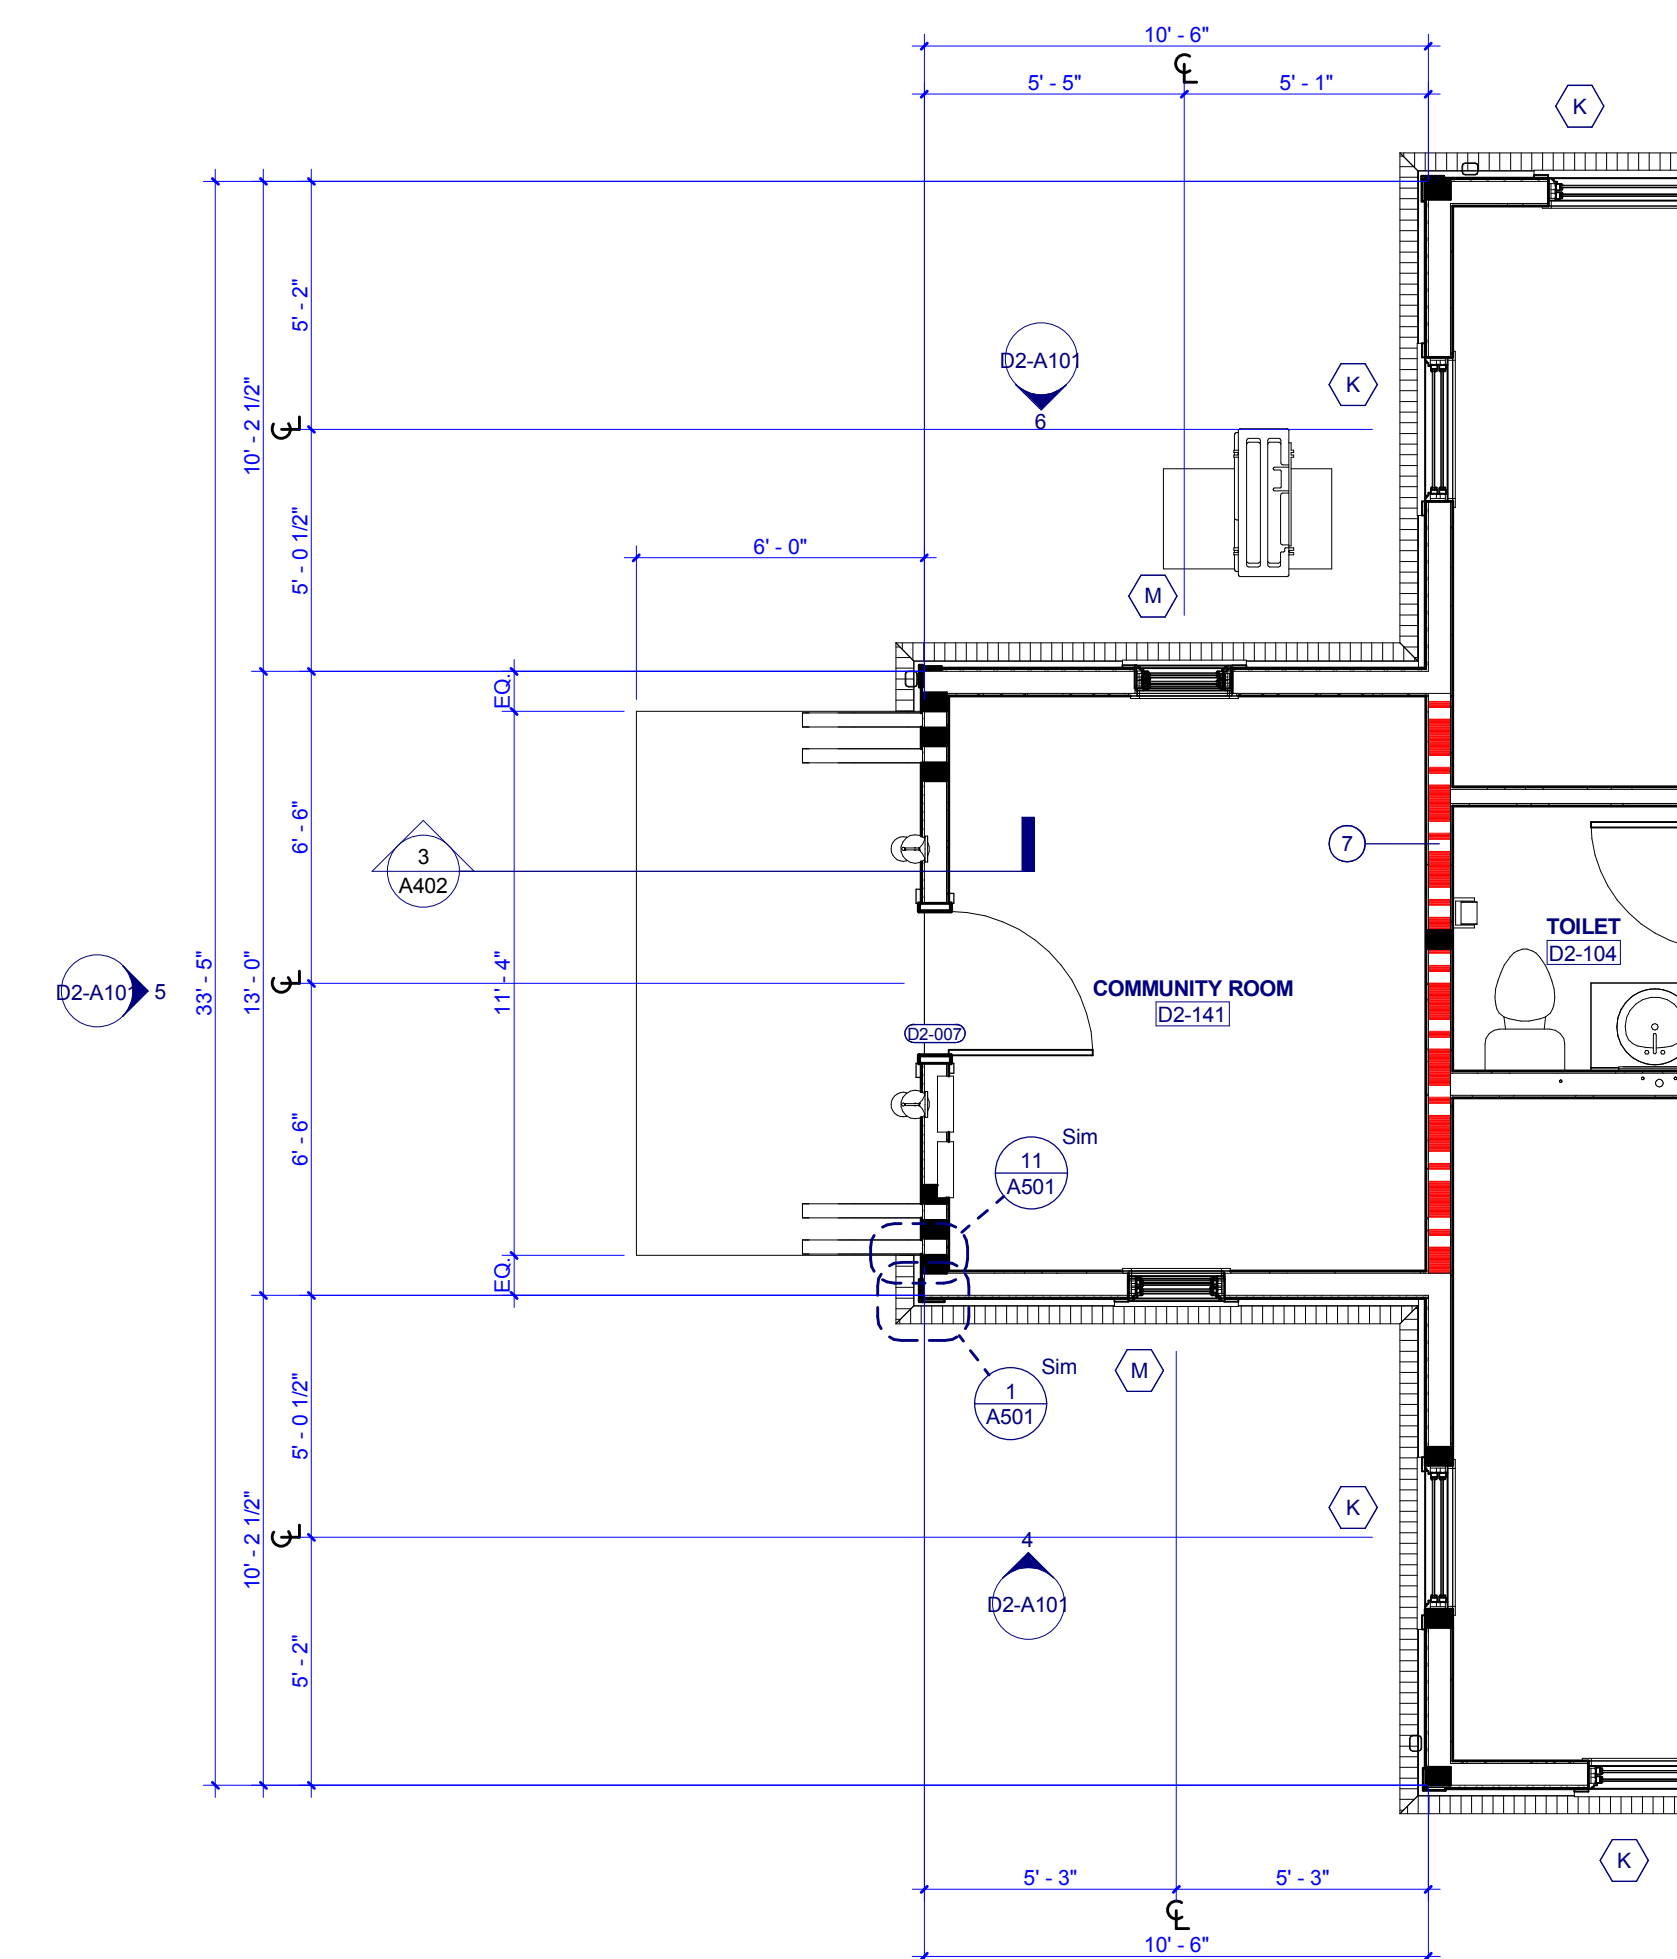 10' - 6"
℄
5' - 5"
5' - 1"
K
5' - 2"
D2-A101
6
K
10' - 2 1/2"
℄
5' - 0 1/2"
6' - 0"
M
EQ.
6' - 6"
3
A402
7
TOILET
D2-104
33' - 5"
13' - 0"
℄
11' - 4"
D2-A101
5
COMMUNITY ROOM
D2-141
D2-007
6' - 6"
Sim
11
A501
EQ.
Sim
1
A501
M
5' - 0 1/2"
K
10' - 2 1/2"
℄
4
D2-A101
5' - 2"
K
5' - 3"
5' - 3"
℄
10' - 6"